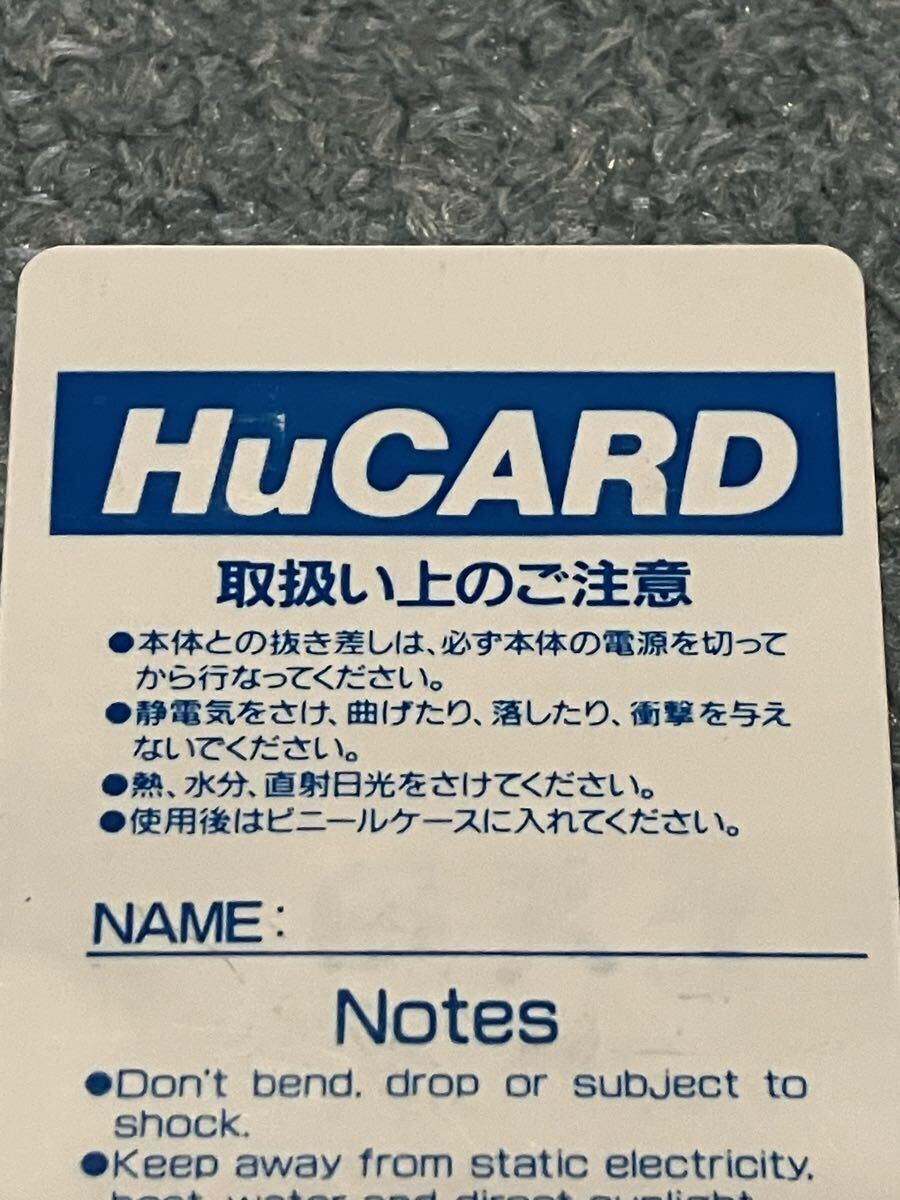 HuCARD
取扱い上のご注意
●本体との抜き差しは、必ず本体の電源を切って
から行なってください。
●静電気をさけ、曲げたり、落したり、衝撃を与え
ないでください。
●熱、水分、直射日光をさけてください。
●使用後はビニールケースに入れてください。
NAME:
Notes
●Don't bend, drop or subject to
shock.
●Keep away from static electricity,
heat, water and direct sunlight.